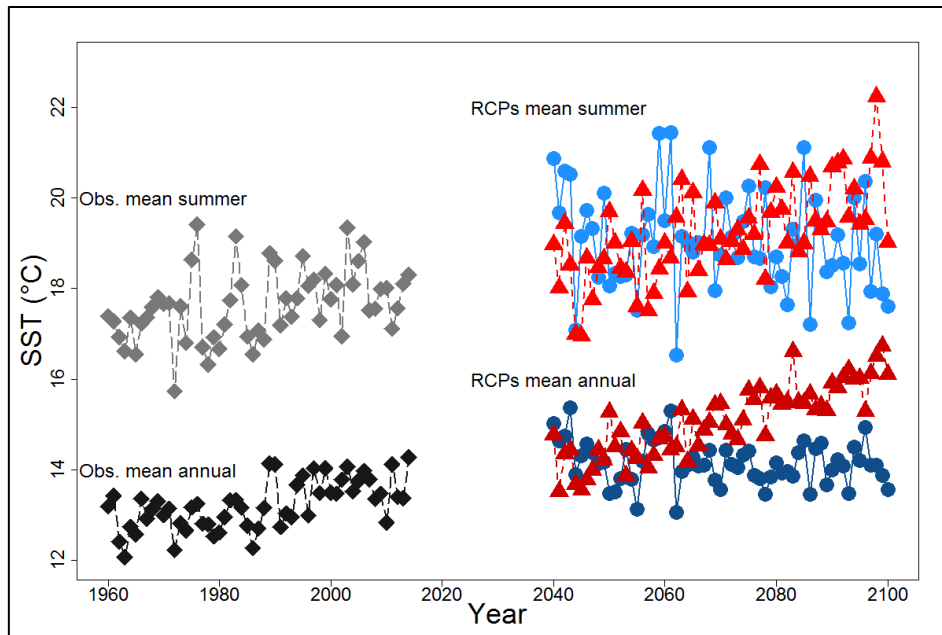 22
RCPs mean summer
20
Obs. mean summer
SST (°C)
18
16
RCPs mean annual
14
Obs. mean annual
12
1960 1980 2000 2020 2040 2060 2080 2100
Year